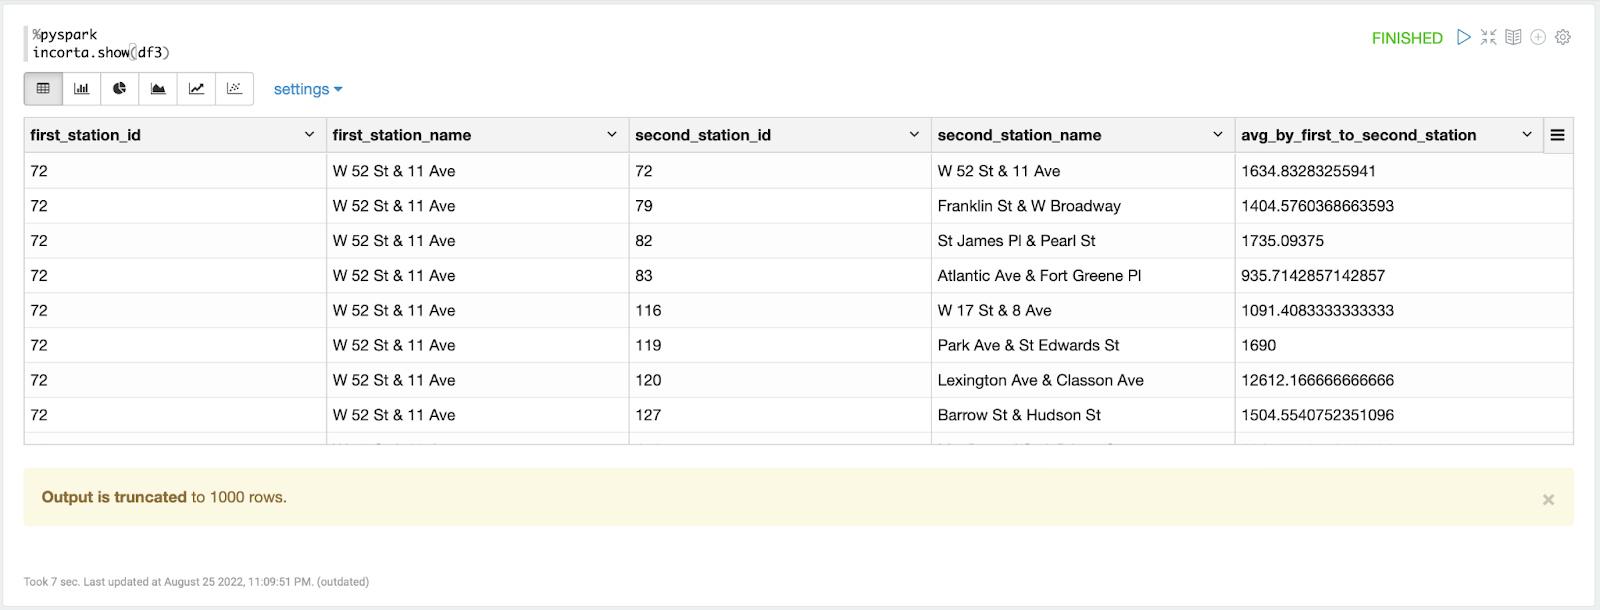 %pyspark
incorta.show(df3)
FINISHED
settings
first_station_id first_station_name second_station_id second_station_name avg_by_first_to_second_station
72 W 52 St & 11 Ave 72 W 52 St & 11 Ave 1634.83283255941
72 W 52 St & 11 Ave 79 Franklin St & W Broadway 1404.5760368663593
72 W 52 St & 11 Ave 82 St James Pl & Pearl St 1735.09375
72 W 52 St & 11 Ave 83 Atlantic Ave & Fort Greene Pl 935.7142857142857
72 W 52 St & 11 Ave 116 W 17 St & 8 Ave 1091.4083333333333
72 W 52 St & 11 Ave 119 Park Ave & St Edwards St 1690
72 W 52 St & 11 Ave 120 Lexington Ave & Classon Ave 12612.166666666666
72 W 52 St & 11 Ave 127 Barrow St & Hudson St 1504.5540752351096
Output is truncated to 1000 rows.
Took 7 sec. Last updated at August 25 2022, 11:09:51 PM. (outdated)